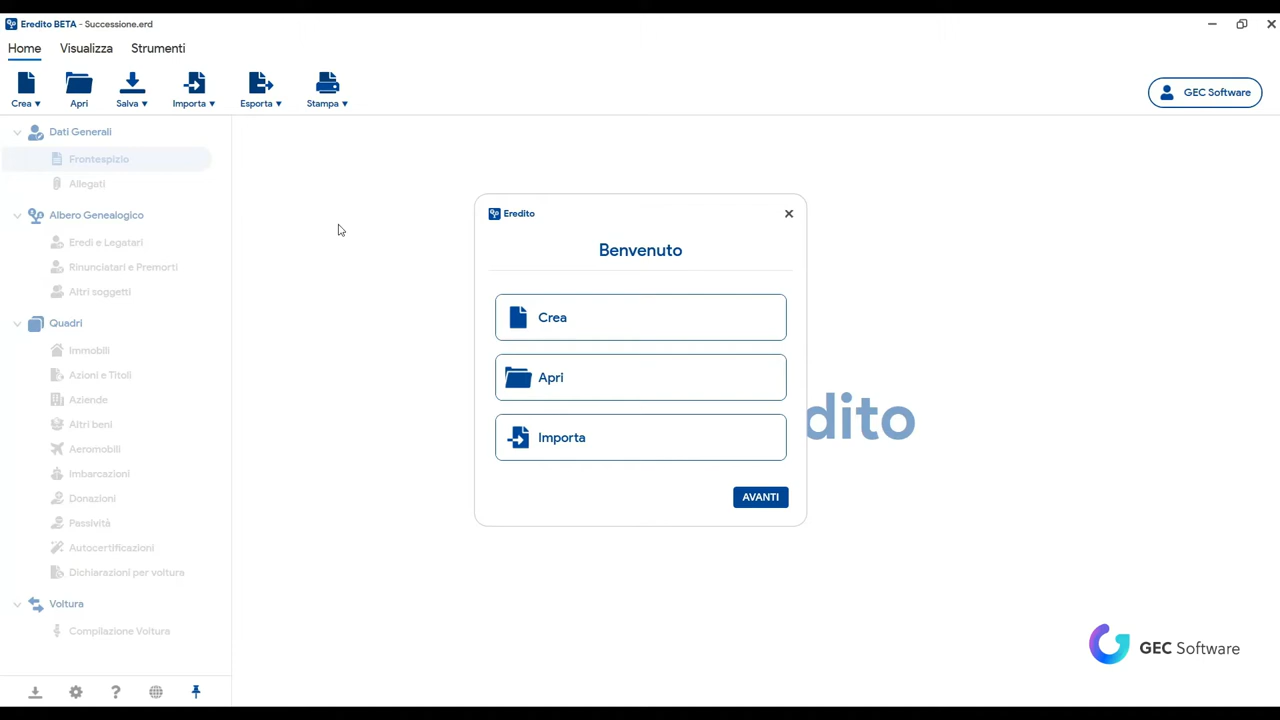 Eredito BETA - Successione.erd
Home Visualizza Strumenti
Crea Apri Salva Importa Esporta Stampa
GEC Software
Dati Generali
Frontespizio
Allegati
Albero Genealogico
Eredi e Legatari
Rinunciatari e Premorti
Altri soggetti
Quadri
Immobili
Azioni e Titoli
Aziende
Altri beni
Aeromobili
Imbarcazioni
Donazioni
Passività
Autocertificazioni
Dichiarazioni per voltura
Voltura
Compilazione Voltura
Eredito
Benvenuto
Crea
Apri
Importa
AVANTI
dito
GEC Software